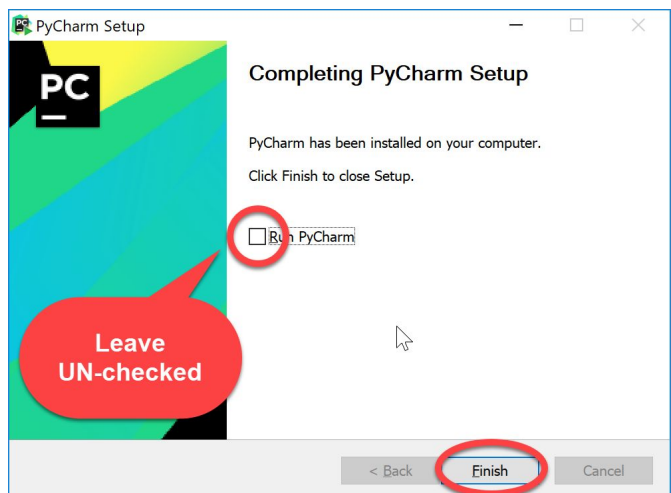 PyCharm Setup
PC
Completing PyCharm Setup
PyCharm has been installed on your computer.
Click Finish to close Setup.
Run PyCharm
Leave
UN-checked
< Back
Finish
Cancel